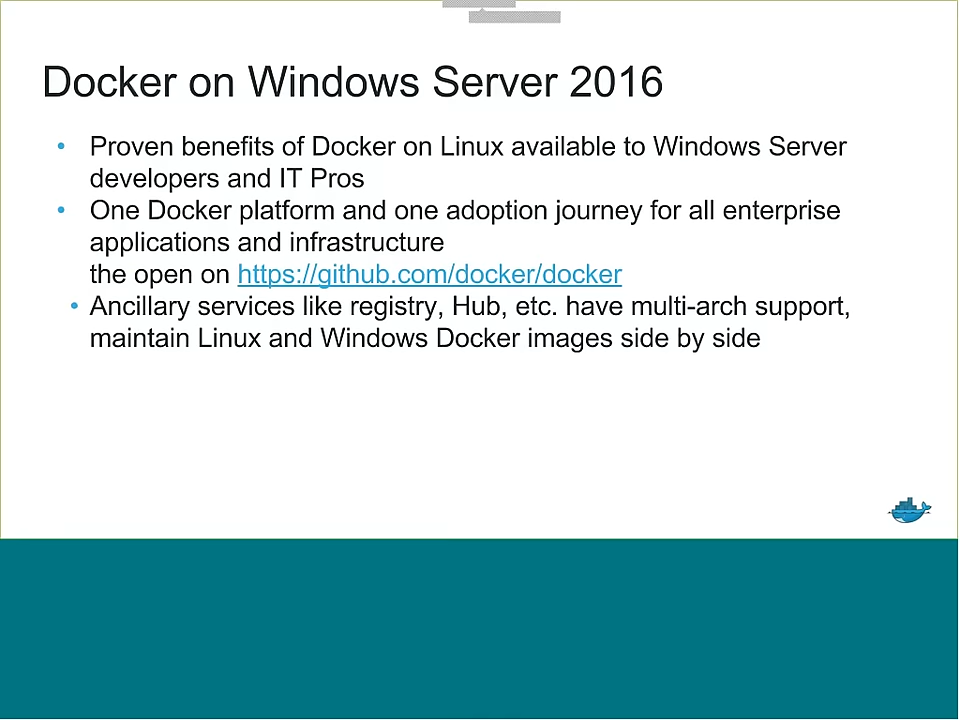 Docker on Windows Server 2016
• Proven benefits of Docker on Linux available to Windows Server
developers and IT Pros
• One Docker platform and one adoption journey for all enterprise
applications and infrastructure
the open on https://github.com/docker/docker
• Ancillary services like registry, Hub, etc. have multi-arch support,
maintain Linux and Windows Docker images side by side